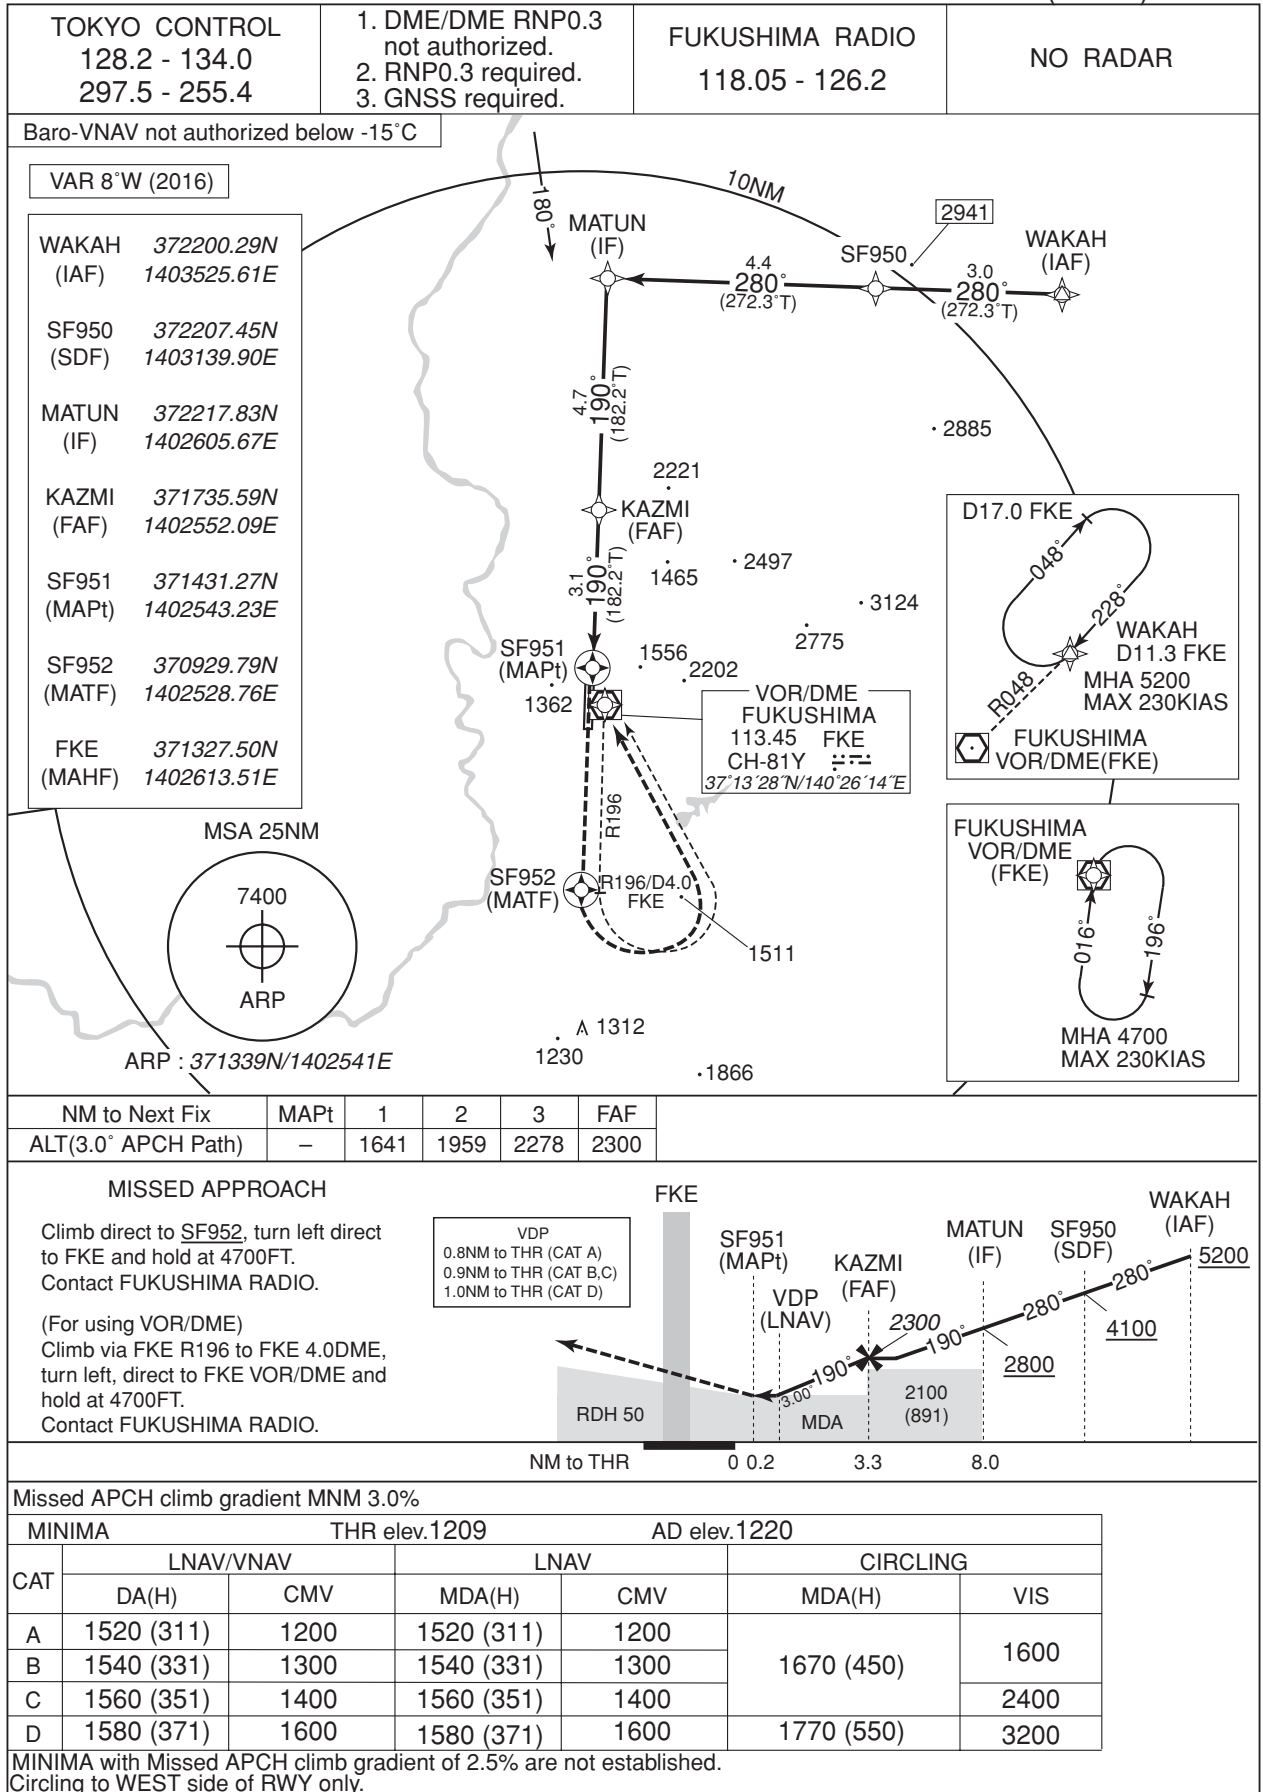 TOKYO CONTROL
128.2 - 134.0
297.5 - 255.4
1. DME/DME RNP0.3
not authorized.
2. RNP0.3 required.
3. GNSS required.
FUKUSHIMA RADIO
118.05 - 126.2
NO RADAR
Baro-VNAV not authorized below -15˚C
VAR 8˚W (2016)
WAKAH 372200.29N
(IAF) 1403525.61E
SF950 372207.45N
(SDF) 1403139.90E
MATUN 372217.83N
(IF) 1402605.67E
KAZMI 371735.59N
(FAF) 1402552.09E
SF951 371431.27N
(MAPt) 1402543.23E
SF952 370929.79N
(MATF) 1402528.76E
FKE 371327.50N
(MAHF) 1402613.51E
180˚
10NM
MATUN
(IF)
4.4
280˚
(272.3˚T)
SF950
2941
3.0
280˚
(272.3˚T)
WAKAH
(IAF)
4.7
190˚
(182.2˚T)
2885
2221
KAZMI
(FAF)
3.1
190˚
(182.2˚T)
1465
2497
3124
2775
SF951
(MAPt)
1556
2202
1362
VOR/DME
FUKUSHIMA
113.45 FKE
CH-81Y
37˚13´28˝N/140˚26´14˝E
R196
SF952
(MATF)
R196/D4.0
FKE
1511
1312
1230
1866
D17.0 FKE
048˚
228˚
WAKAH
D11.3 FKE
MHA 5200
MAX 230KIAS
R048
FUKUSHIMA
VOR/DME(FKE)
FUKUSHIMA
VOR/DME
(FKE)
016˚
196˚
MHA 4700
MAX 230KIAS
MSA 25NM
7400
ARP
ARP : 371339N/1402541E
NM to Next Fix MAPt 1 2 3 FAF
ALT(3.0˚ APCH Path) – 1641 1959 2278 2300
MISSED APPROACH
Climb direct to SF952, turn left direct
to FKE and hold at 4700FT.
Contact FUKUSHIMA RADIO.
(For using VOR/DME)
Climb via FKE R196 to FKE 4.0DME,
turn left, direct to FKE VOR/DME and
hold at 4700FT.
Contact FUKUSHIMA RADIO.
VDP
0.8NM to THR (CAT A)
0.9NM to THR (CAT B,C)
1.0NM to THR (CAT D)
FKE
SF951
(MAPt)
VDP
(LNAV)
KAZMI
(FAF)
2300
MATUN
(IF)
2800
SF950
(SDF)
4100
WAKAH
(IAF)
5200
280˚
280˚
190˚
190˚
3.00˚
RDH 50
MDA
2100
(891)
NM to THR 0 0.2 3.3 8.0
Missed APCH climb gradient MNM 3.0%
MINIMA THR elev.1209 AD elev.1220
CAT LNAV/VNAV LNAV CIRCLING
DA(H) CMV MDA(H) CMV MDA(H) VIS
A 1520 (311) 1200 1520 (311) 1200
B 1540 (331) 1300 1540 (331) 1300 1670 (450) 1600
C 1560 (351) 1400 1560 (351) 1400 2400
D 1580 (371) 1600 1580 (371) 1600 1770 (550) 3200
MINIMA with Missed APCH climb gradient of 2.5% are not established.
Circling to WEST side of RWY only.